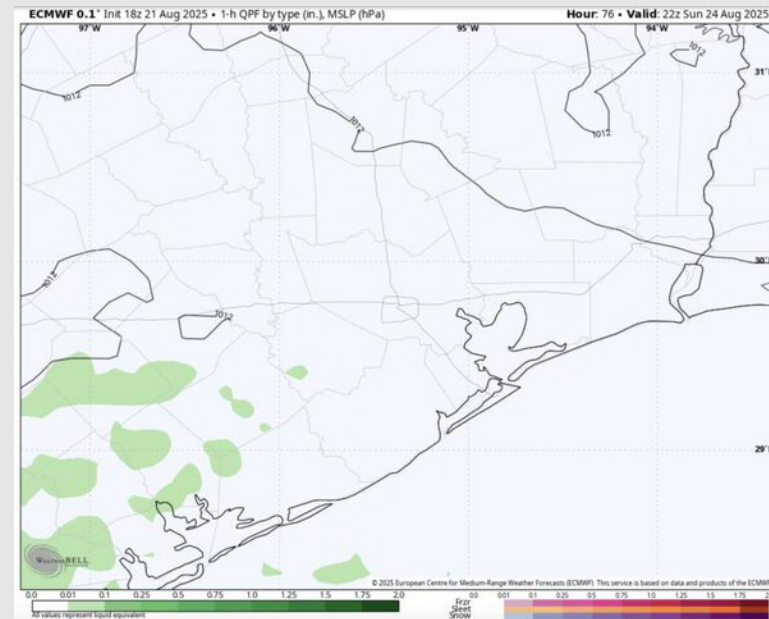 ECMWF 0.1° Init 18z 21 Aug 2025 • 1-h QPF by type (in.), MSLP (hPa) Hour: 76 • Valid: 22z Sun 24 Aug 2025
97°W 96°W 95°W 94°W
1012
31°
1012
1012
1012
30°
1012
1012
29°
WeatherBELL
© 2025 European Centre for Medium-Range Weather Forecasts (ECMWF). This service is based on data and products of the ECMWF
0.0 0.01 0.1 0.25 0.5 0.75 1.0 1.25 1.5 1.75 2.0
0.0 0.01 0.1 0.25 0.5 0.75 1.0 1.25 1.5 1.75
All values represent liquid equivalent
Frzr
Sleet
Snow